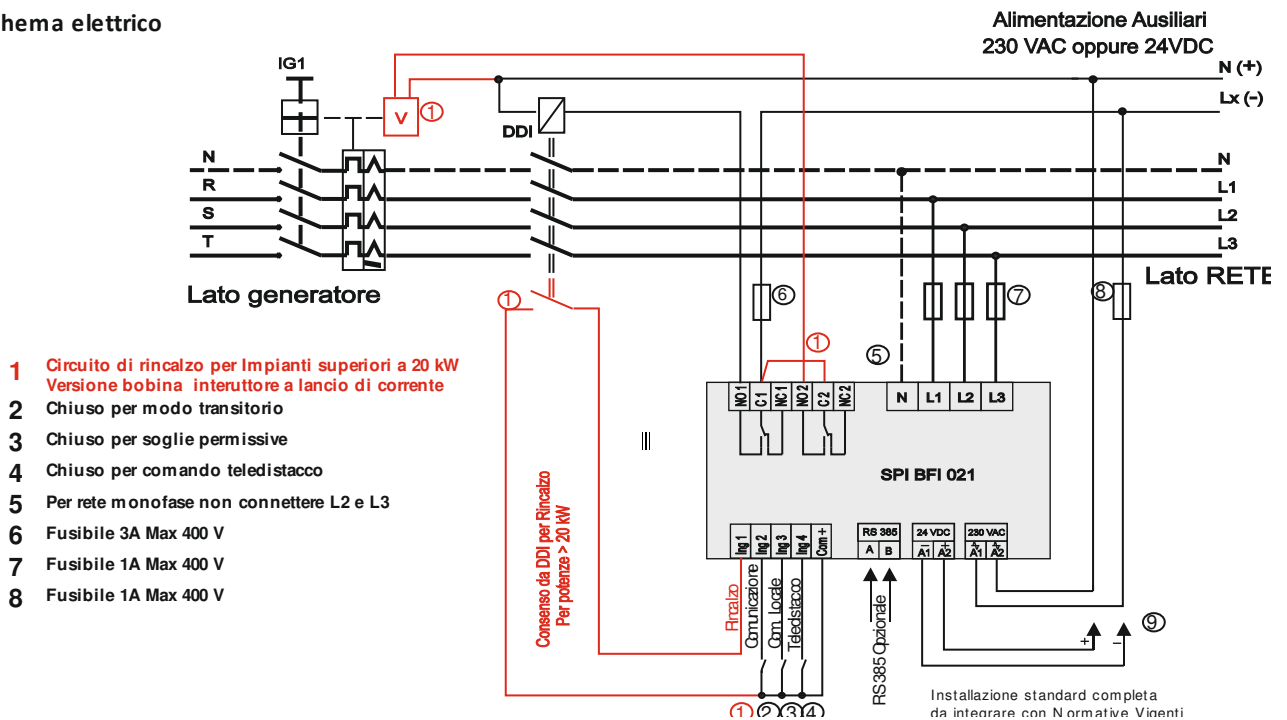 hema elettrico
Alimentazione Ausiliari
230 VAC oppure 24VDC
N (+)
Lx (-)
IG1
V
1
DDI
N
R
S
T
N
L1
L2
L3
Lato generatore
Lato RETE
1
6
7
8
1
5
1 Circuito di rincalzo per Impianti superiori a 20 kW
Versione bobina interuttore a lancio di corrente
2 Chiuso per modo transitorio
3 Chiuso per soglie permissive
4 Chiuso per comando teledistacco
5 Per rete monofase non connettere L2 e L3
6 Fusibile 3A Max 400 V
7 Fusibile 1A Max 400 V
8 Fusibile 1A Max 400 V
NO1 C1 NC1 NO2 C2 NC2
N L1 L2 L3
SPI BFI 021
Consenso da DDI per Rincalzo
Per potenze > 20 kW
Ing 1 Ing 2 Ing 3 Ing 4 Com +
RS 385
A B
24 VDC
A1 A2
230 VAC
A1 A2
Rincalzo
Comunicazione
Com. Locale
Teledistacco
RS385 Opzionale
+ −
9
1 2 3 4
Installazione standard completa
da integrare con Normative Vigenti